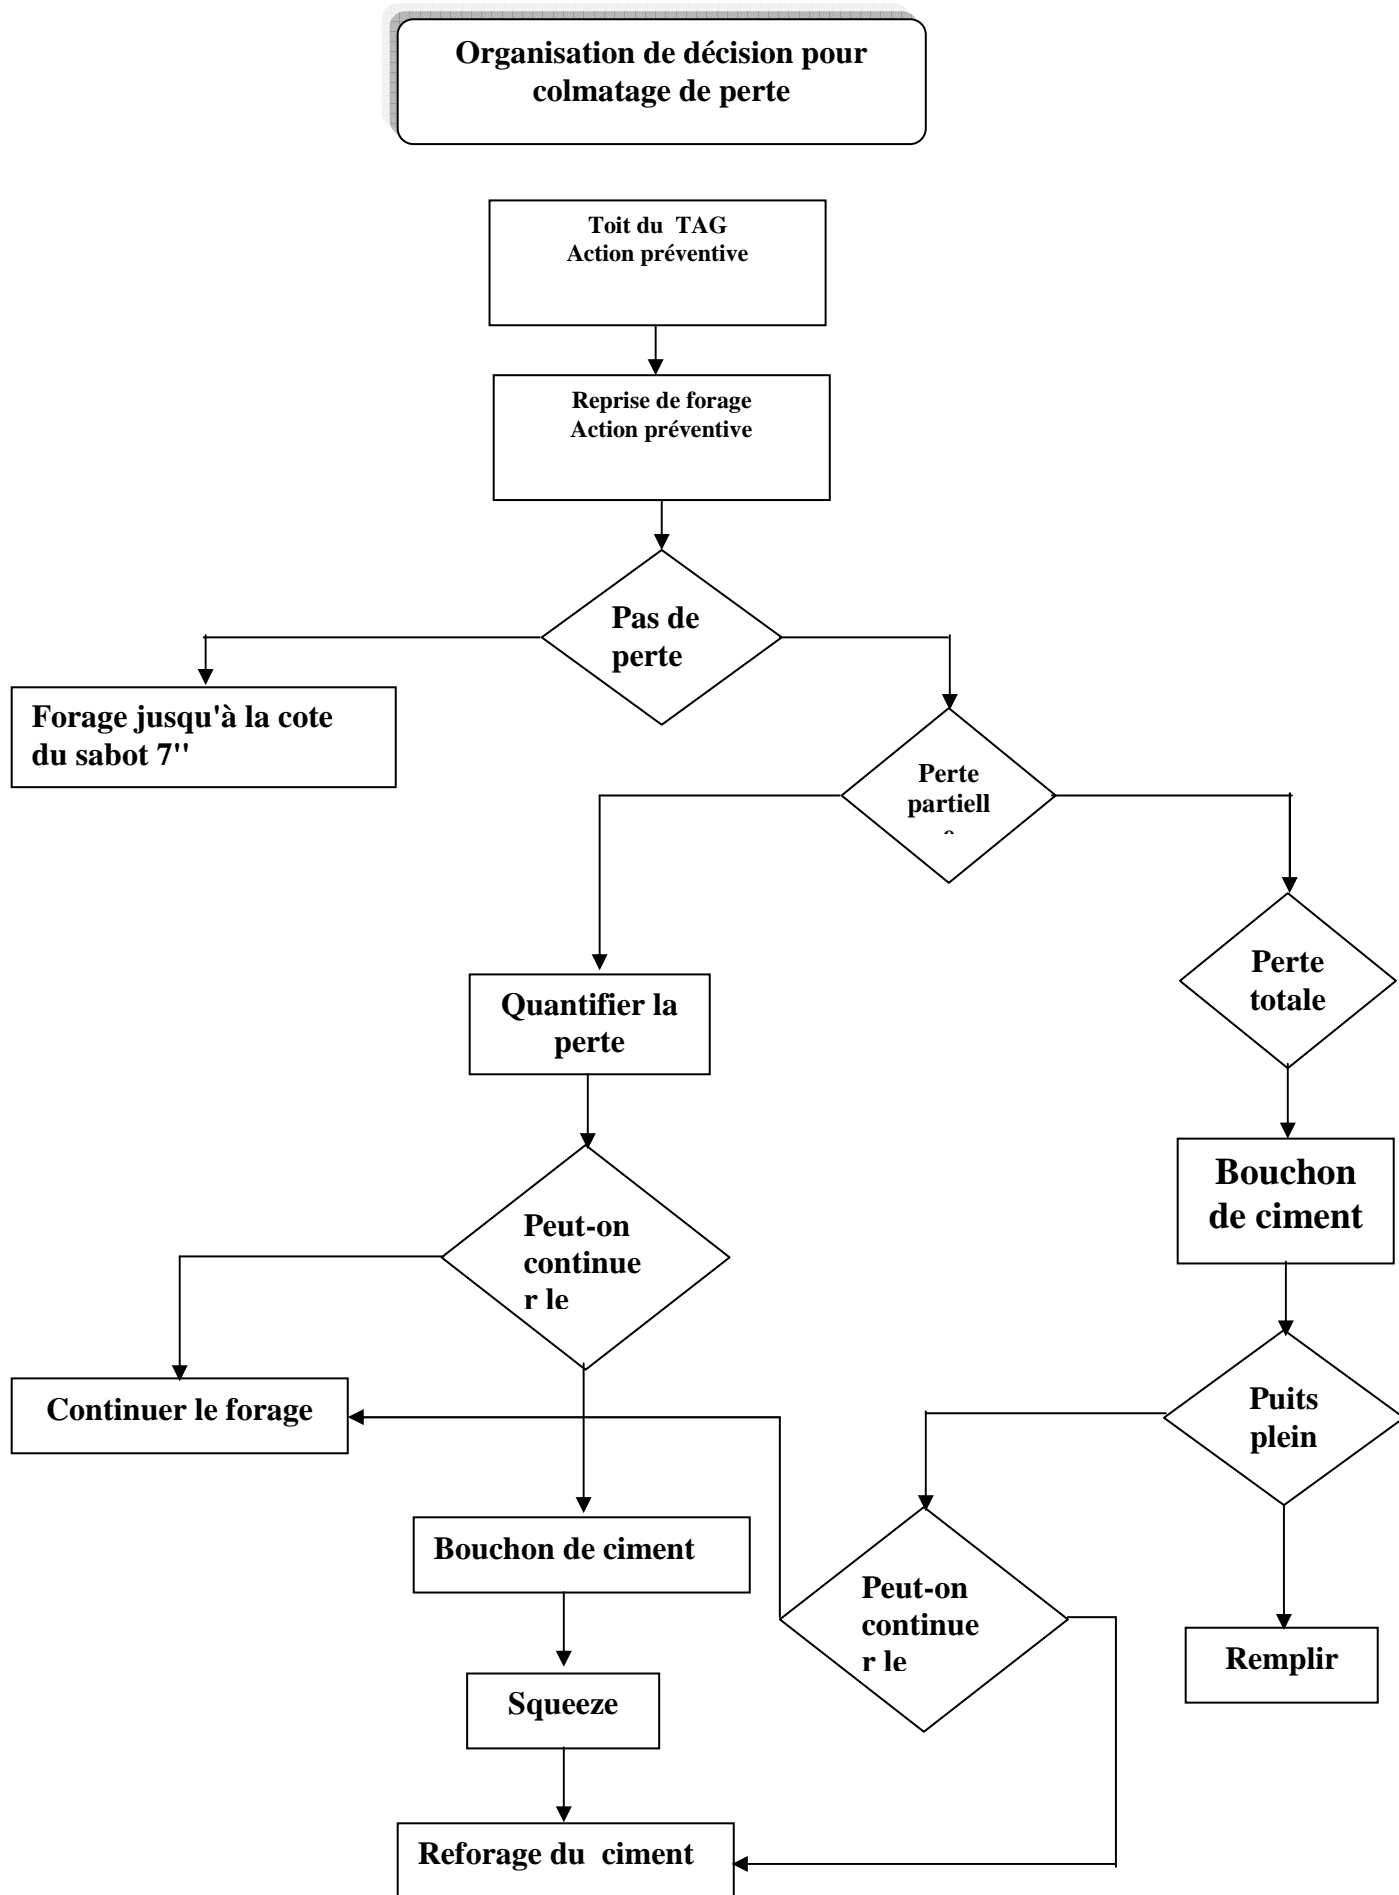 Organisation de décision pour
colmatage de perte
Toit du  TAG
Action préventive
Reprise de forage
Action préventive
Pas de
perte
Forage jusqu'à la cote
du sabot 7"
Perte
partiell
Perte
totale
Quantifier la
perte
Bouchon
de ciment
Peut-on
continue
r le
Continuer le forage
Puits
plein
Bouchon de ciment
Peut-on
continue
r le
Remplir
Squeeze
Reforage du  ciment